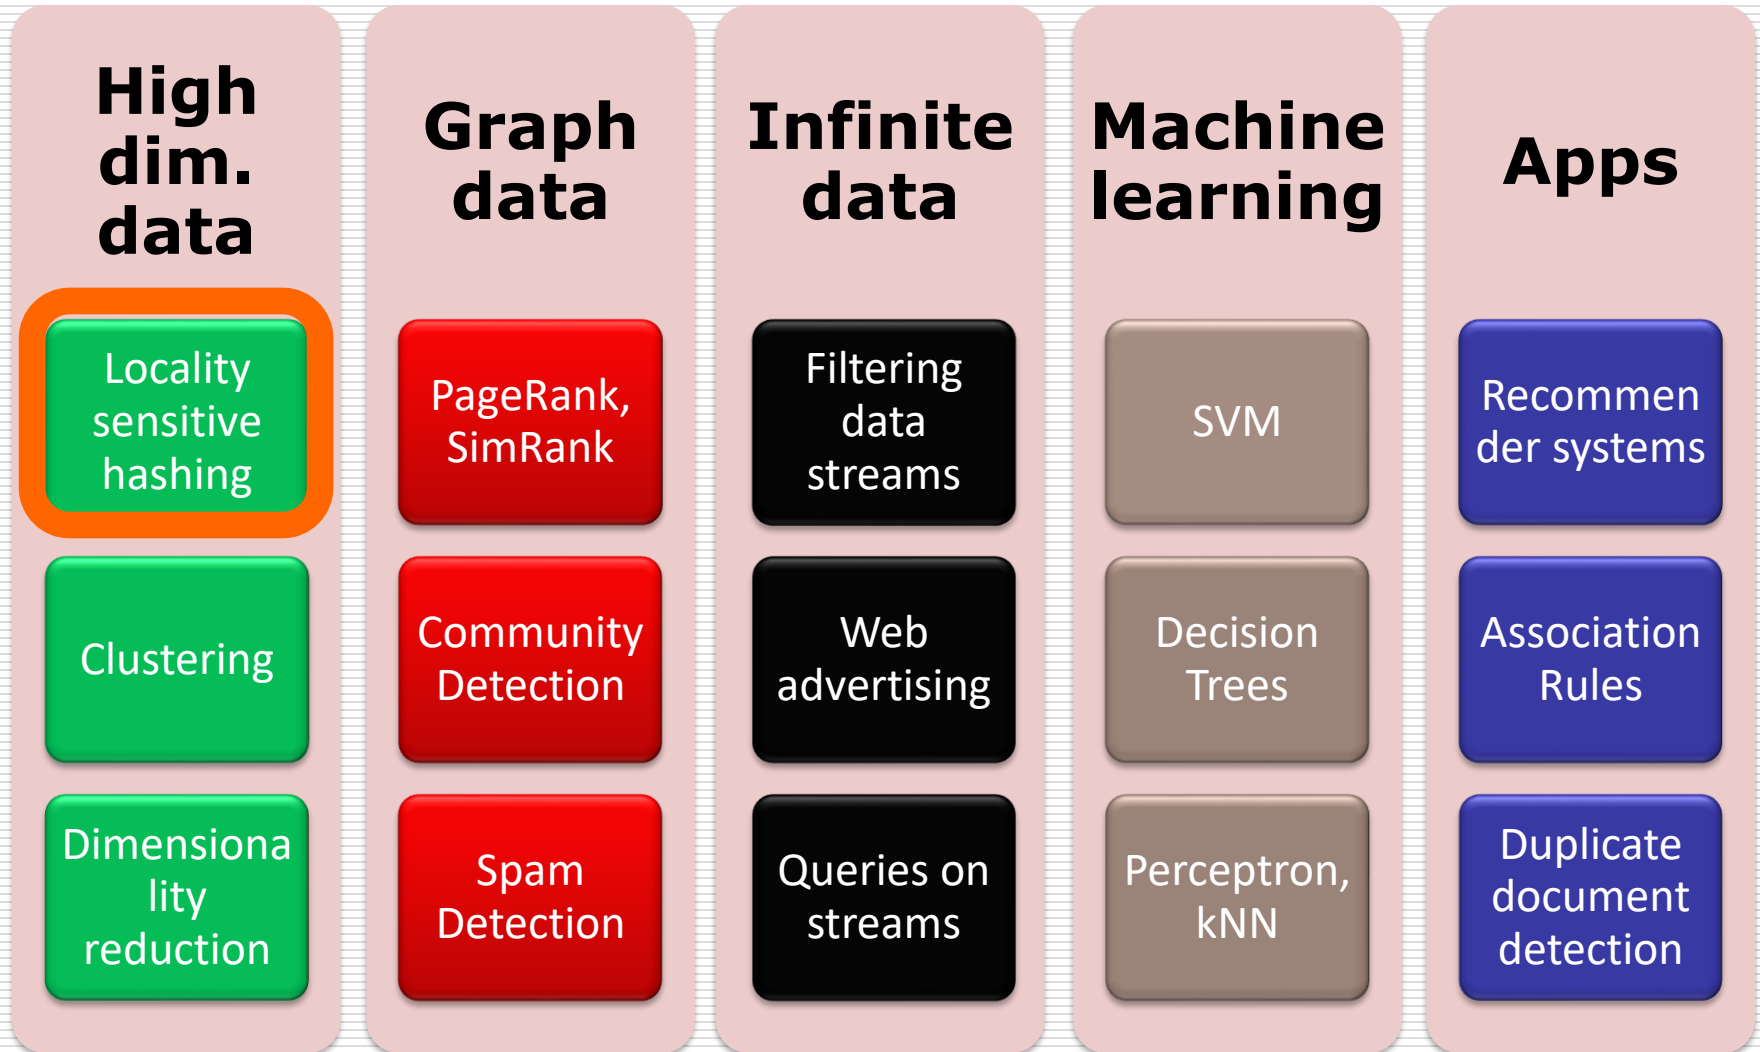 High
dim.
data
Locality
sensitive
hashing
Clustering
Dimensiona
lity
reduction
Graph
data
PageRank,
SimRank
Community
Detection
Spam
Detection
Infinite
data
Filtering
data
streams
Web
advertising
Queries on
streams
Machine
learning
SVM
Decision
Trees
Perceptron,
kNN
Apps
Recommen
der systems
Association
Rules
Duplicate
document
detection